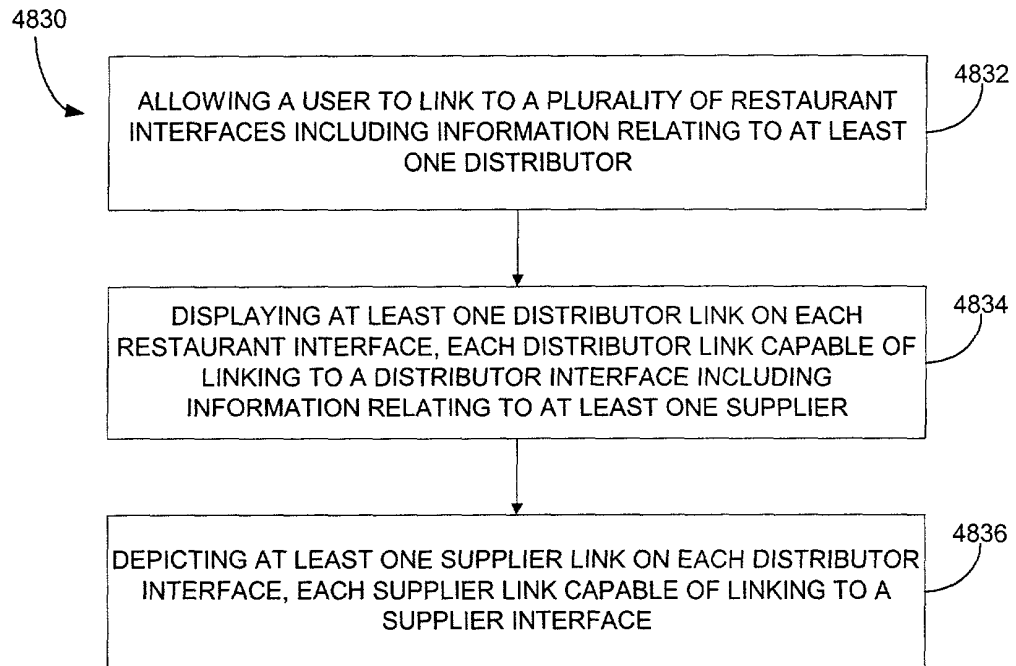 4830
4832
ALLOWING A USER TO LINK TO A PLURALITY OF RESTAURANT
INTERFACES INCLUDING INFORMATION RELATING TO AT LEAST
ONE DISTRIBUTOR
4834
DISPLAYING AT LEAST ONE DISTRIBUTOR LINK ON EACH
RESTAURANT INTERFACE, EACH DISTRIBUTOR LINK CAPABLE OF
LINKING TO A DISTRIBUTOR INTERFACE INCLUDING
INFORMATION RELATING TO AT LEAST ONE SUPPLIER
4836
DEPICTING AT LEAST ONE SUPPLIER LINK ON EACH DISTRIBUTOR
INTERFACE, EACH SUPPLIER LINK CAPABLE OF LINKING TO A
SUPPLIER INTERFACE